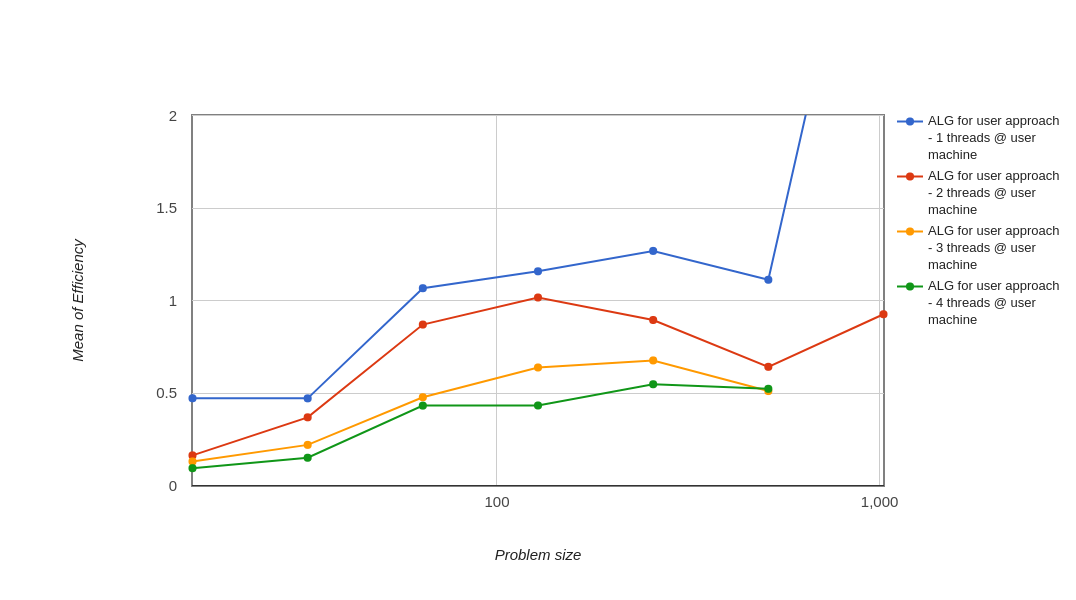 2
1.5
1
0.5
0
100
1,000
Mean of Efficiency
Problem size
ALG for user approach
- 1 threads @ user
machine
ALG for user approach
- 2 threads @ user
machine
ALG for user approach
- 3 threads @ user
machine
ALG for user approach
- 4 threads @ user
machine